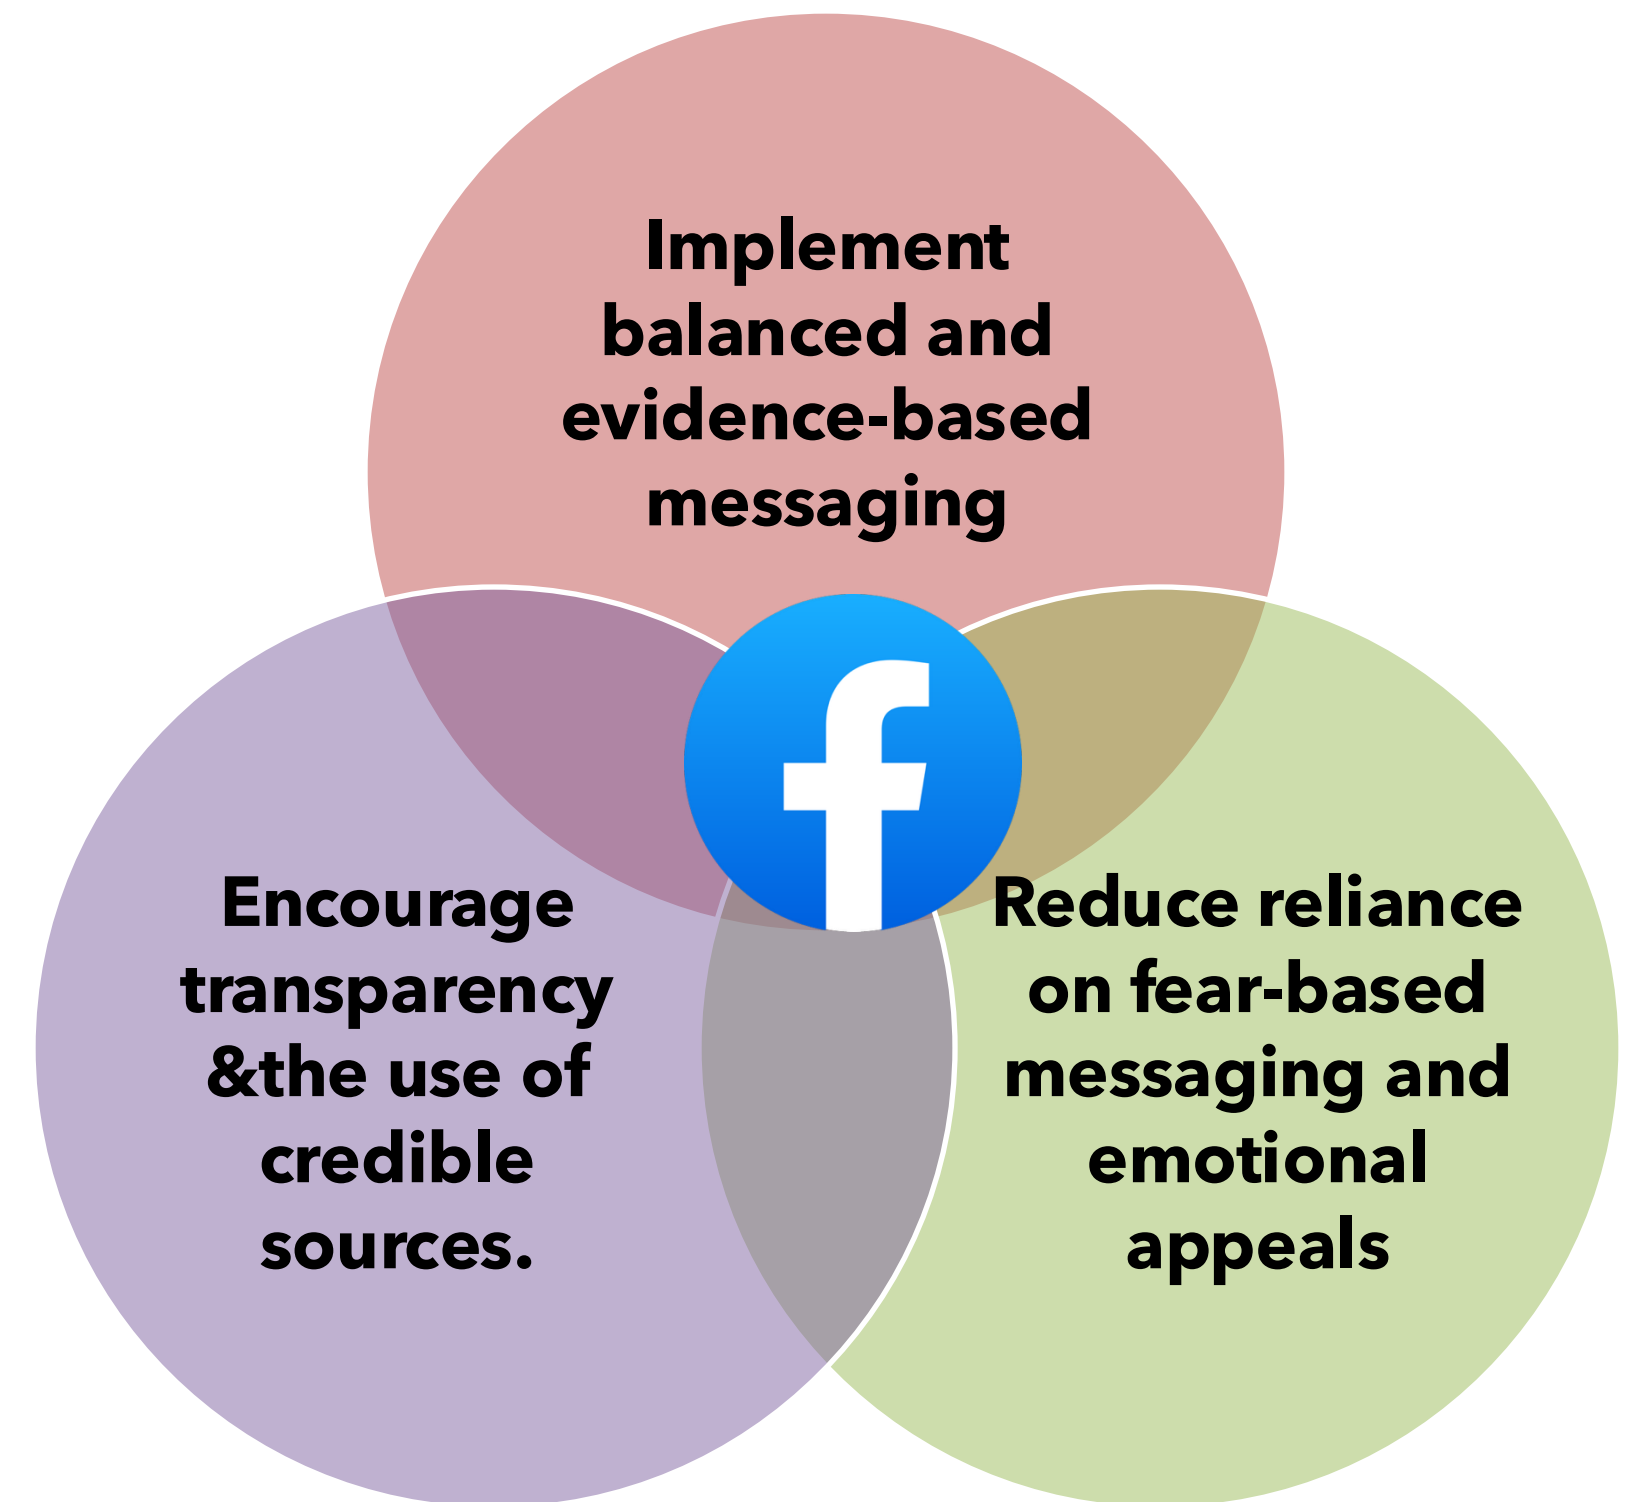 Implement
balanced and
evidence-based
messaging
Encourage
transparency
&the use of
credible
sources.
Reduce reliance
on fear-based
messaging and
emotional
appeals